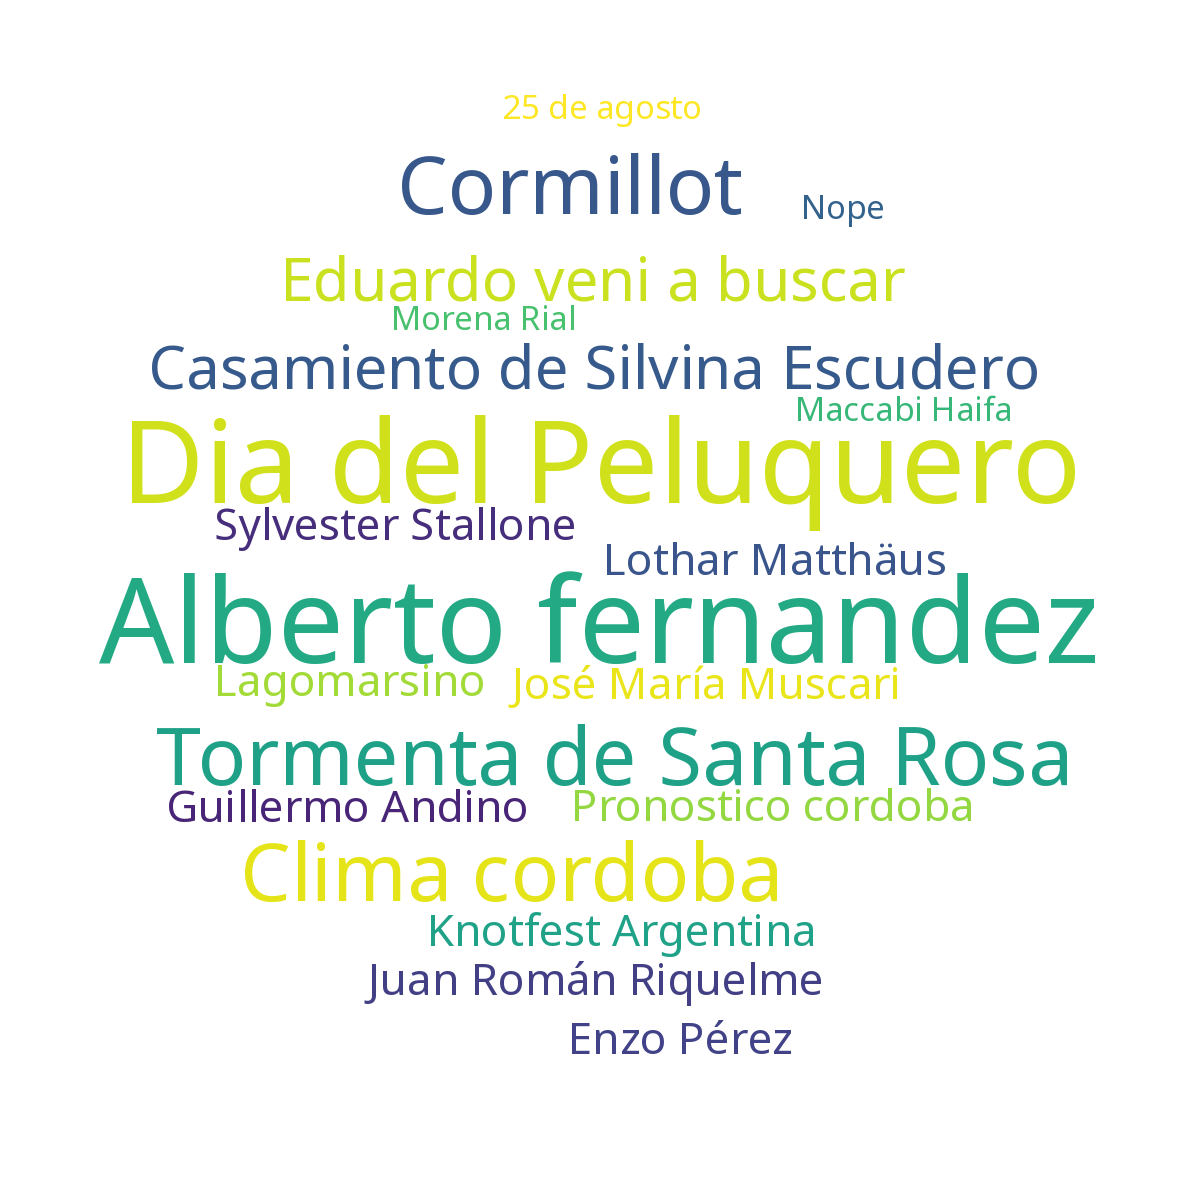 25 de agosto
Cormillot
Nope
Eduardo veni a buscar
Morena Rial
Casamiento de Silvina Escudero
Maccabi Haifa
Dia del Peluquero
Sylvester Stallone
Lothar Matthäus
Alberto fernandez
Lagomarsino
José María Muscari
Tormenta de Santa Rosa
Guillermo Andino
Pronostico cordoba
Clima cordoba
Knotfest Argentina
Juan Román Riquelme
Enzo Pérez